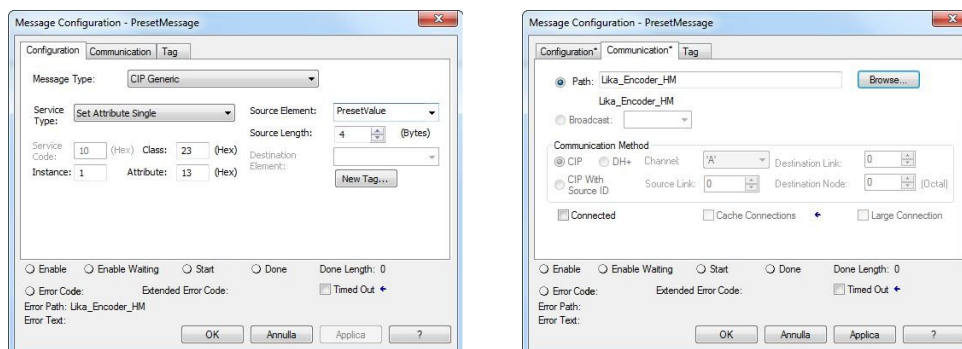 Message Configuration - PresetMessage
Configuration Communication Tag
Message Type: CIP Generic
Service Type: Set Attribute Single Source Element: PresetValue
Source Length: 4 (Bytes)
Service Code: 10 (Hex) Class: 23 (Hex) Destination Element:
Instance: 1 Attribute: 13 (Hex) New Tag...
Enable Enable Waiting Start Done Done Length: 0
Error Code: Extended Error Code: Timed Out
Error Path: Lika_Encoder_HM
Error Text:
OK Annulla Applica ?
Message Configuration - PresetMessage
Configuration* Communication* Tag
Path: Lika_Encoder_HM Browse...
Lika_Encoder_HM
Broadcast:
Communication Method
CIP DH+ Channel: 'A' Destination Link: 0
CIP With Source ID Source Link: 0 Destination Node: 0 (Octal)
Connected Cache Connections Large Connection
Enable Enable Waiting Start Done Done Length: 0
Error Code: Extended Error Code: Timed Out
Error Path:
Error Text:
OK Annulla Applica ?